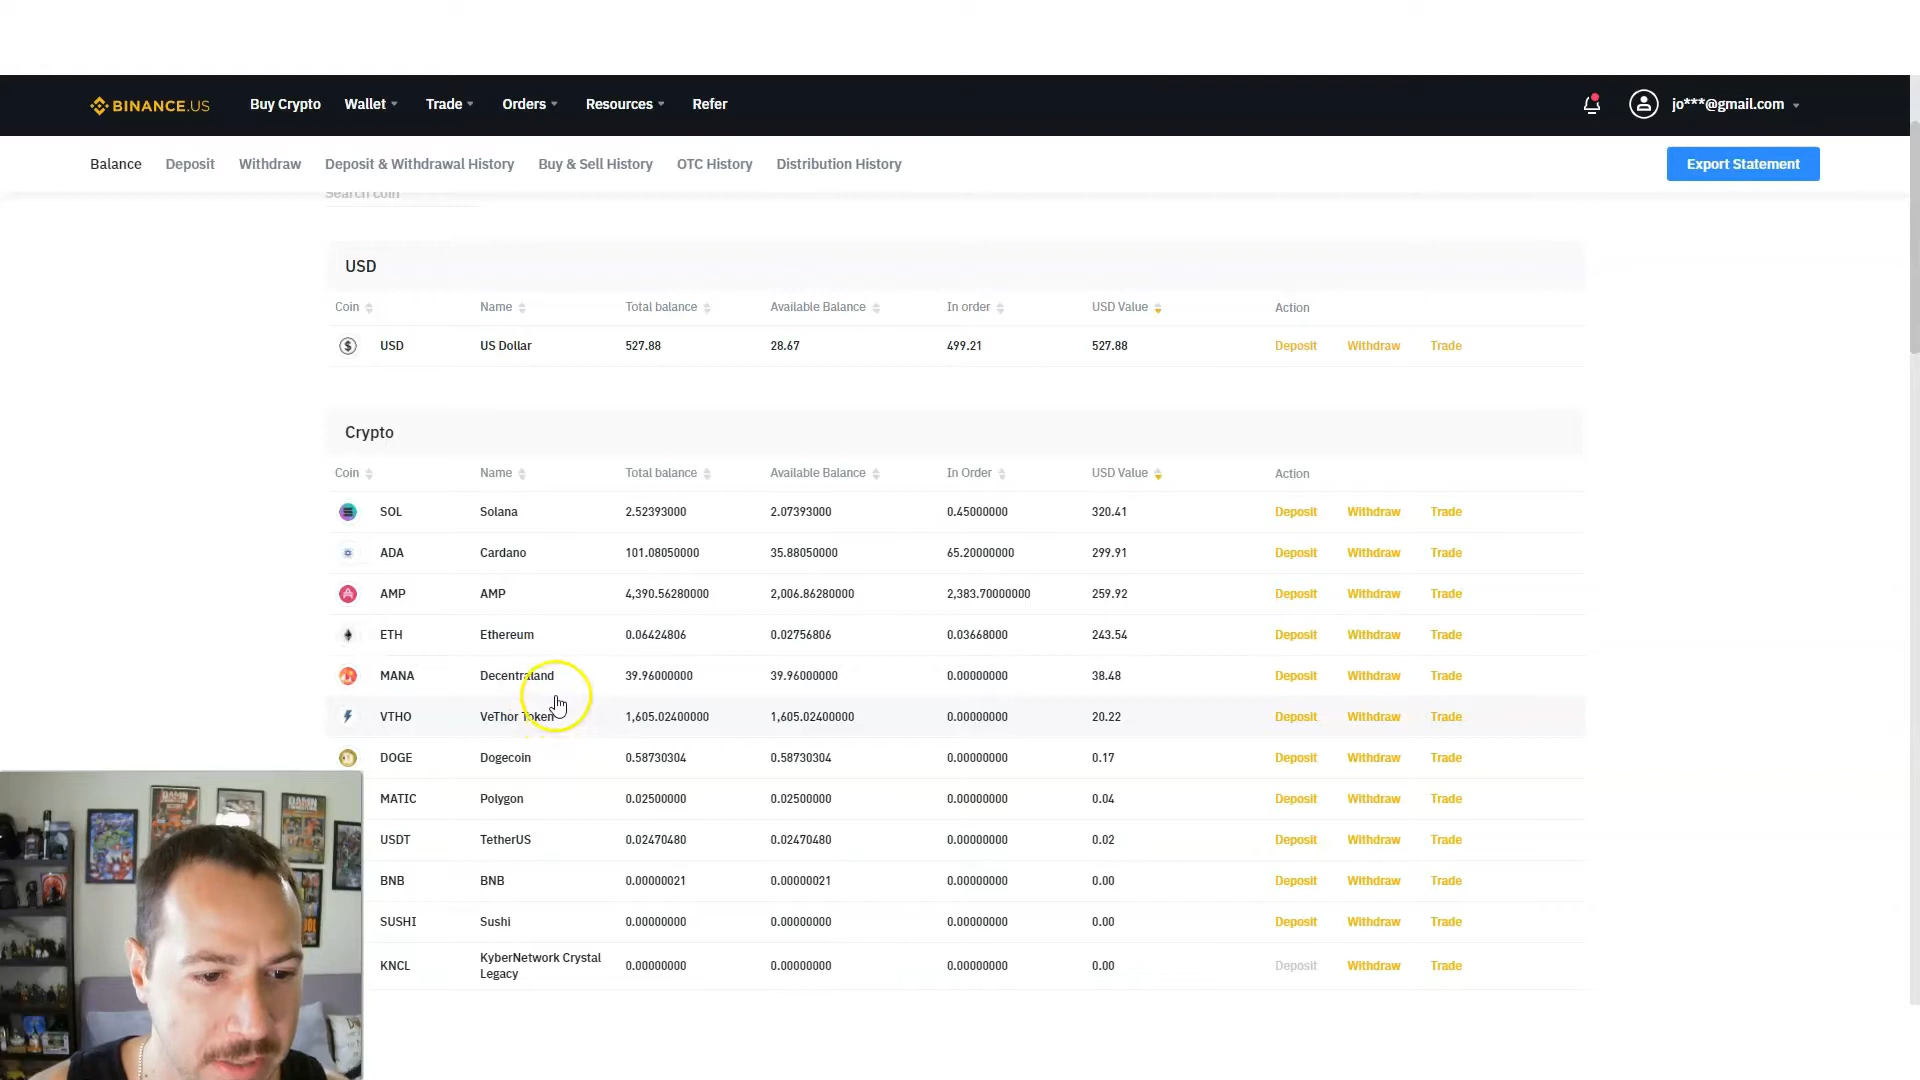 BINANCE.US Buy Crypto Wallet Trade Orders Resources Refer jo***@gmail.com
Balance Deposit Withdraw Deposit & Withdrawal History Buy & Sell History OTC History Distribution History Export Statement
Search coin
USD
Coin Name Total balance Available Balance In order USD Value Action
USD US Dollar 527.88 28.67 499.21 527.88 Deposit Withdraw Trade
Crypto
Coin Name Total balance Available Balance In Order USD Value Action
SOL Solana 2.52393000 2.07393000 0.45000000 320.41 Deposit Withdraw Trade
ADA Cardano 101.08050000 35.88050000 65.20000000 299.91 Deposit Withdraw Trade
AMP AMP 4,390.56280000 2,006.86280000 2,383.70000000 259.92 Deposit Withdraw Trade
ETH Ethereum 0.06424806 0.02756806 0.03668000 243.54 Deposit Withdraw Trade
MANA Decentraland 39.96000000 39.96000000 0.00000000 38.48 Deposit Withdraw Trade
VTHO VeThor Token 1,605.02400000 1,605.02400000 0.00000000 20.22 Deposit Withdraw Trade
DOGE Dogecoin 0.58730304 0.58730304 0.00000000 0.17 Deposit Withdraw Trade
MATIC Polygon 0.02500000 0.02500000 0.00000000 0.04 Deposit Withdraw Trade
USDT TetherUS 0.02470480 0.02470480 0.00000000 0.02 Deposit Withdraw Trade
BNB BNB 0.00000021 0.00000021 0.00000000 0.00 Deposit Withdraw Trade
SUSHI Sushi 0.00000000 0.00000000 0.00000000 0.00 Deposit Withdraw Trade
KNCL KyberNetwork Crystal Legacy 0.00000000 0.00000000 0.00000000 0.00 Deposit Withdraw Trade